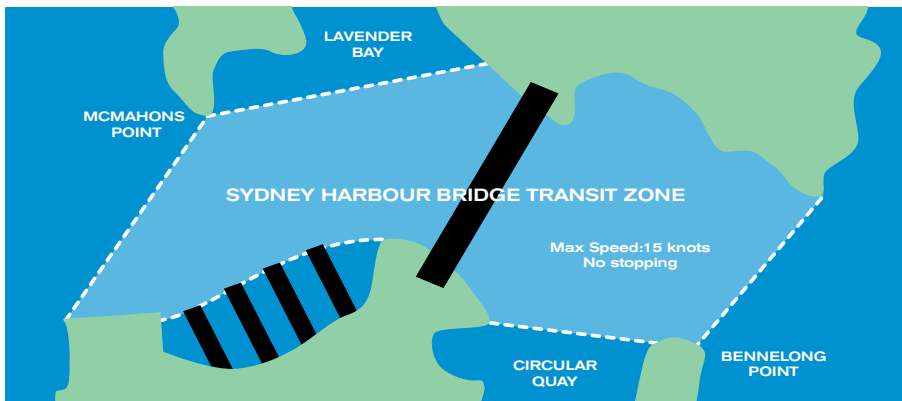 LAVENDER
BAY
MCMAHONS
POINT
SYDNEY HARBOUR BRIDGE TRANSIT ZONE
Max Speed:15 knots
No stopping
CIRCULAR
QUAY
BENNELONG
POINT